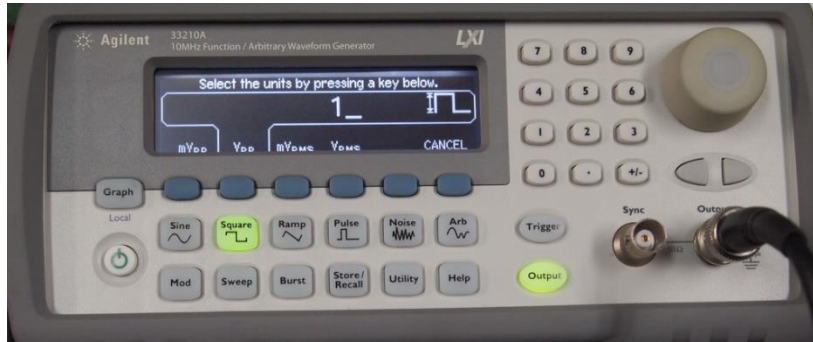 Agilent
33210A
10MHz Function / Arbitrary Waveform Generator
LXI
Select the units by pressing a key below.
1_
mVPP VPP mVRMS VRMS CANCEL
7 8 9
4 5 6
1 2 3
0 . +/-
Graph
Local
Sine Square Ramp Pulse Noise Arb
Mod Sweep Burst Store/
Recall Utility Help
Trigger
Output
Sync